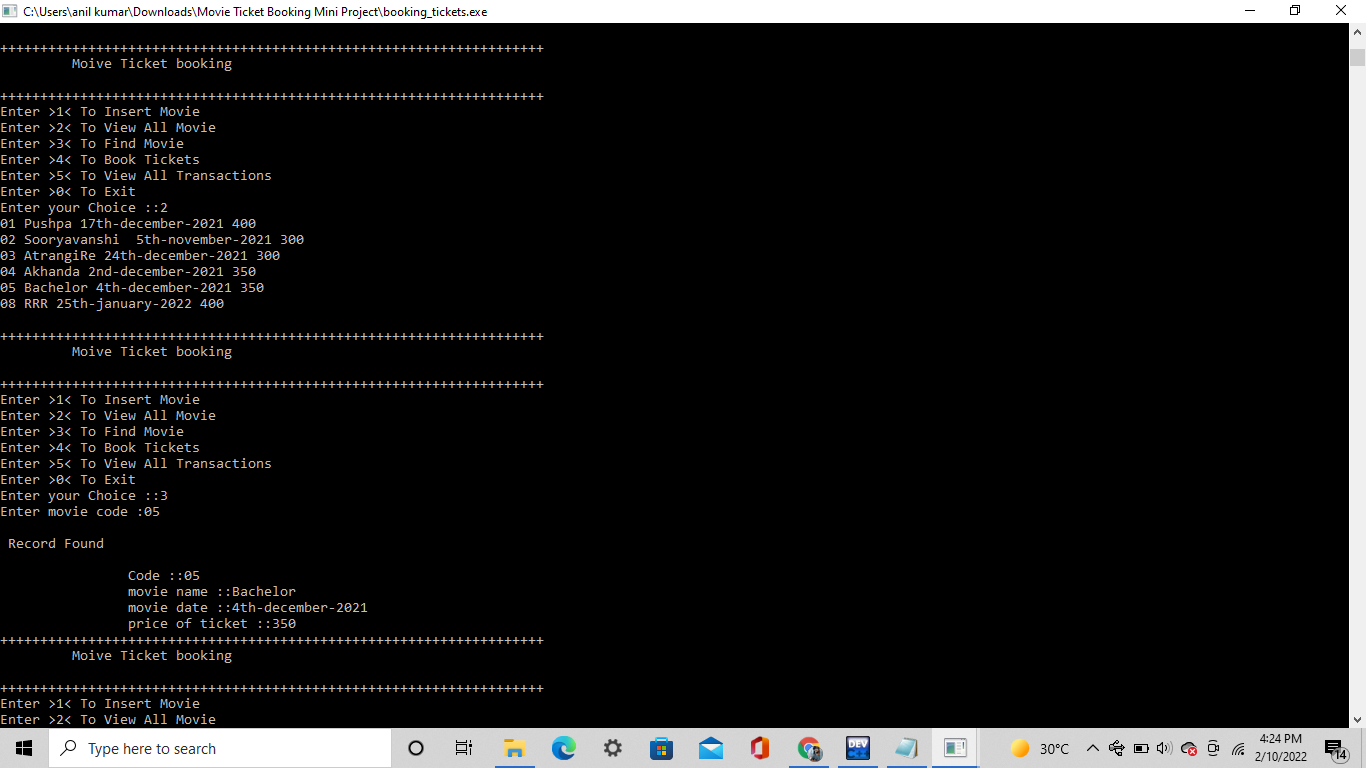 C:\Users\anil kumar\Downloads\Movie Ticket Booking Mini Project\booking_tickets.exe
++++++++++++++++++++++++++++++++++++++++++++++++++++++++++++++++++++
Moive Ticket booking
++++++++++++++++++++++++++++++++++++++++++++++++++++++++++++++++++++
Enter >1< To Insert Movie
Enter >2< To View All Movie
Enter >3< To Find Movie
Enter >4< To Book Tickets
Enter >5< To View All Transactions
Enter >0< To Exit
Enter your Choice ::2
01 Pushpa 17th-december-2021 400
02 Sooryavanshi  5th-november-2021 300
03 AtrangiRe 24th-december-2021 300
04 Akhanda 2nd-december-2021 350
05 Bachelor 4th-december-2021 350
08 RRR 25th-january-2022 400
++++++++++++++++++++++++++++++++++++++++++++++++++++++++++++++++++++
Moive Ticket booking
++++++++++++++++++++++++++++++++++++++++++++++++++++++++++++++++++++
Enter >1< To Insert Movie
Enter >2< To View All Movie
Enter >3< To Find Movie
Enter >4< To Book Tickets
Enter >5< To View All Transactions
Enter >0< To Exit
Enter your Choice ::3
Enter movie code :05
Record Found
Code ::05
movie name ::Bachelor
movie date ::4th-december-2021
price of ticket ::350
++++++++++++++++++++++++++++++++++++++++++++++++++++++++++++++++++++
Moive Ticket booking
++++++++++++++++++++++++++++++++++++++++++++++++++++++++++++++++++++
Enter >1< To Insert Movie
Enter >2< To View All Movie
Type here to search
DEV
30°C
4:24 PM
2/10/2022
14